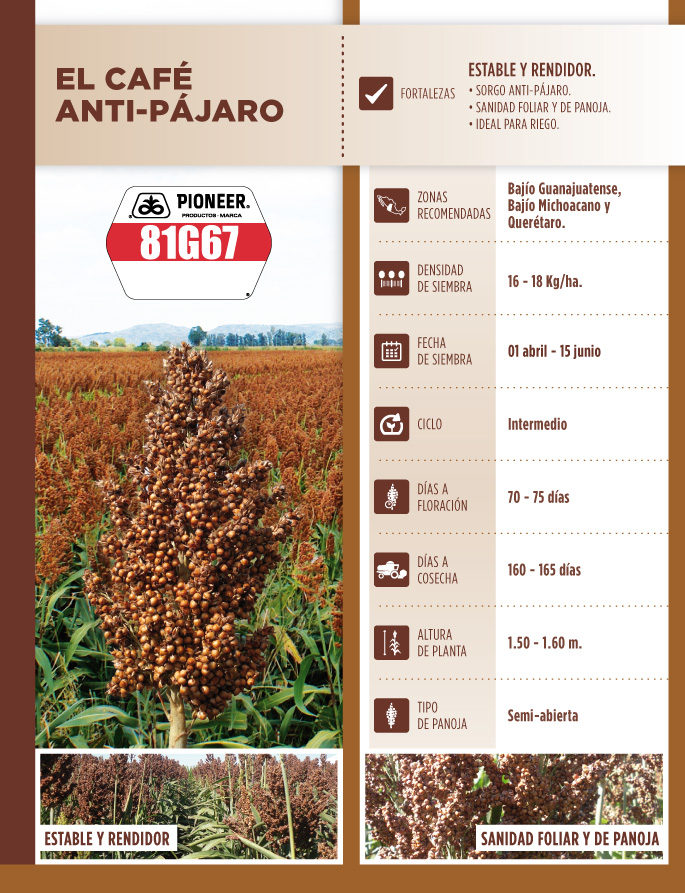 EL CAFÉ
ANTI-PÁJARO
FORTALEZAS
ESTABLE Y RENDIDOR.
• SORGO ANTI-PÁJARO.
• SANIDAD FOLIAR Y DE PANOJA.
• IDEAL PARA RIEGO.
PIONEER®
PRODUCTOS · MARCA
81G67
ZONAS
RECOMENDADAS
Bajío Guanajuatense,
Bajío Michoacano y
Querétaro.
DENSIDAD
DE SIEMBRA
16 - 18 Kg/ha.
FECHA
DE SIEMBRA
01 abril - 15 junio
CICLO
Intermedio
DÍAS A
FLORACIÓN
70 - 75 días
DÍAS A
COSECHA
160 - 165 días
ALTURA
DE PLANTA
1.50 - 1.60 m.
TIPO
DE PANOJA
Semi-abierta
ESTABLE Y RENDIDOR
SANIDAD FOLIAR Y DE PANOJA